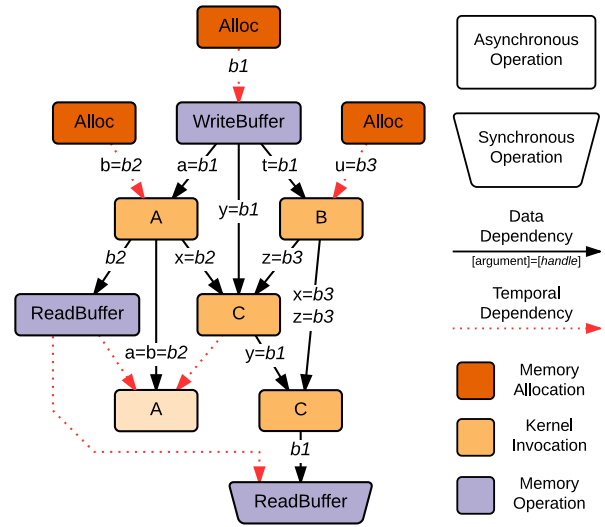 Alloc
b1
Alloc
WriteBuffer
Alloc
b=b2
a=b1
t=b1
u=b3
y=b1
A
B
b2
x=b2
z=b3
x=b3
z=b3
ReadBuffer
C
a=b=b2
y=b1
A
C
b1
ReadBuffer
Asynchronous
Operation
Synchronous
Operation
Data
Dependency
[argument]=[handle]
Temporal
Dependency
Memory
Allocation
Kernel
Invocation
Memory
Operation